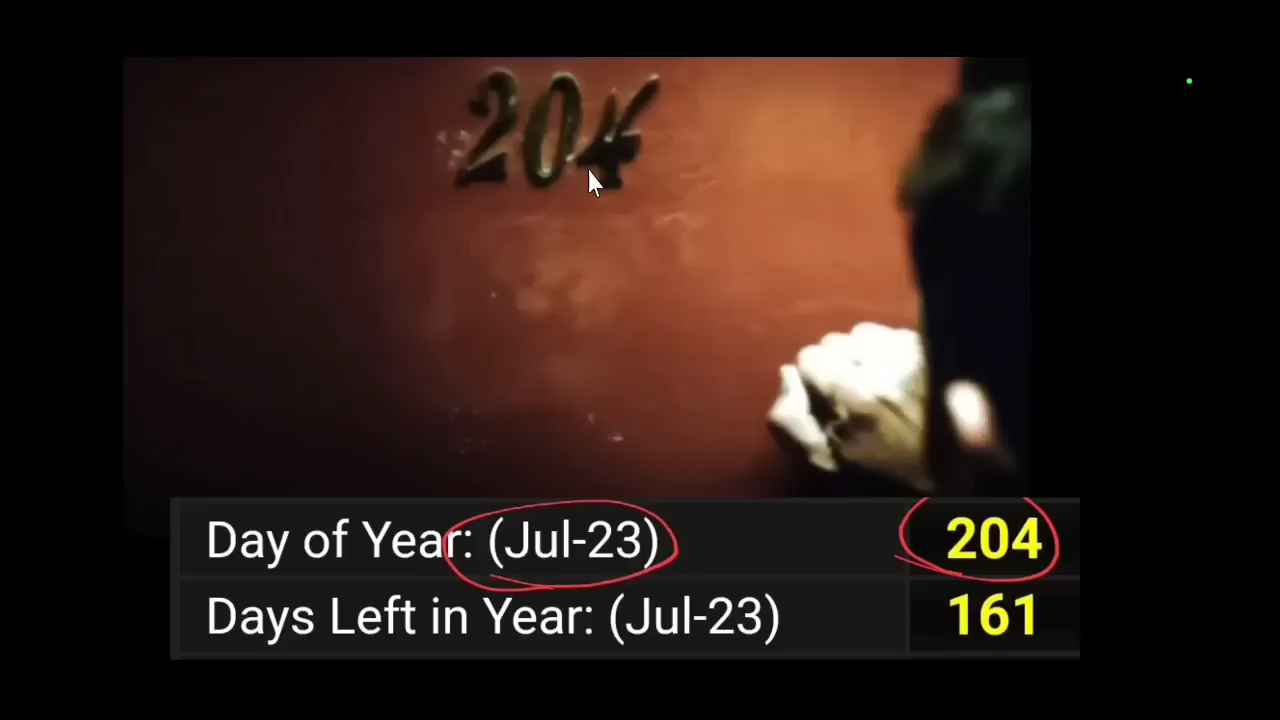 204
Day of Year: (Jul-23) 204
Days Left in Year: (Jul-23) 161